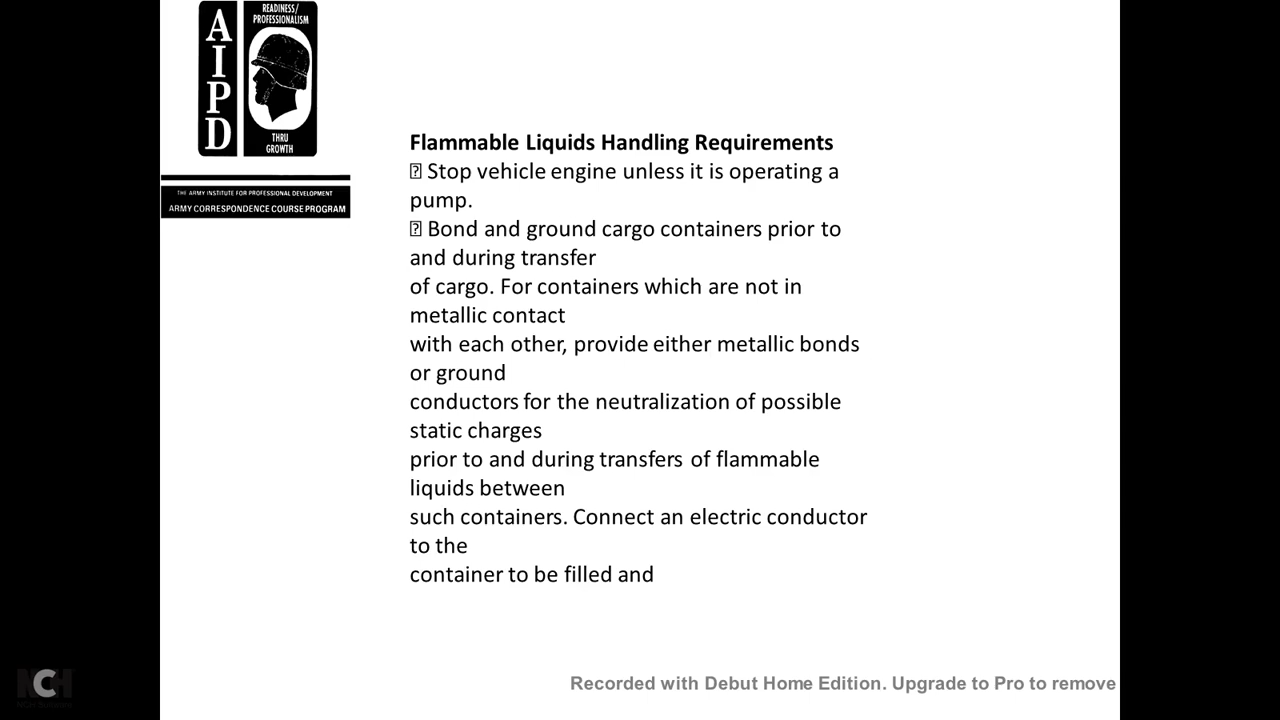 AIPD
READINESS/
PROFESSIONALISM
THRU
GROWTH
THE ARMY INSTITUTE FOR PROFESSIONAL DEVELOPMENT
ARMY CORRESPONDENCE COURSE PROGRAM
Flammable Liquids Handling Requirements
⍰ Stop vehicle engine unless it is operating a
pump.
⍰ Bond and ground cargo containers prior to
and during transfer
of cargo. For containers which are not in
metallic contact
with each other, provide either metallic bonds
or ground
conductors for the neutralization of possible
static charges
prior to and during transfers of flammable
liquids between
such containers. Connect an electric conductor
to the
container to be filled and
NCH
Recorded with Debut Home Edition. Upgrade to Pro to remove